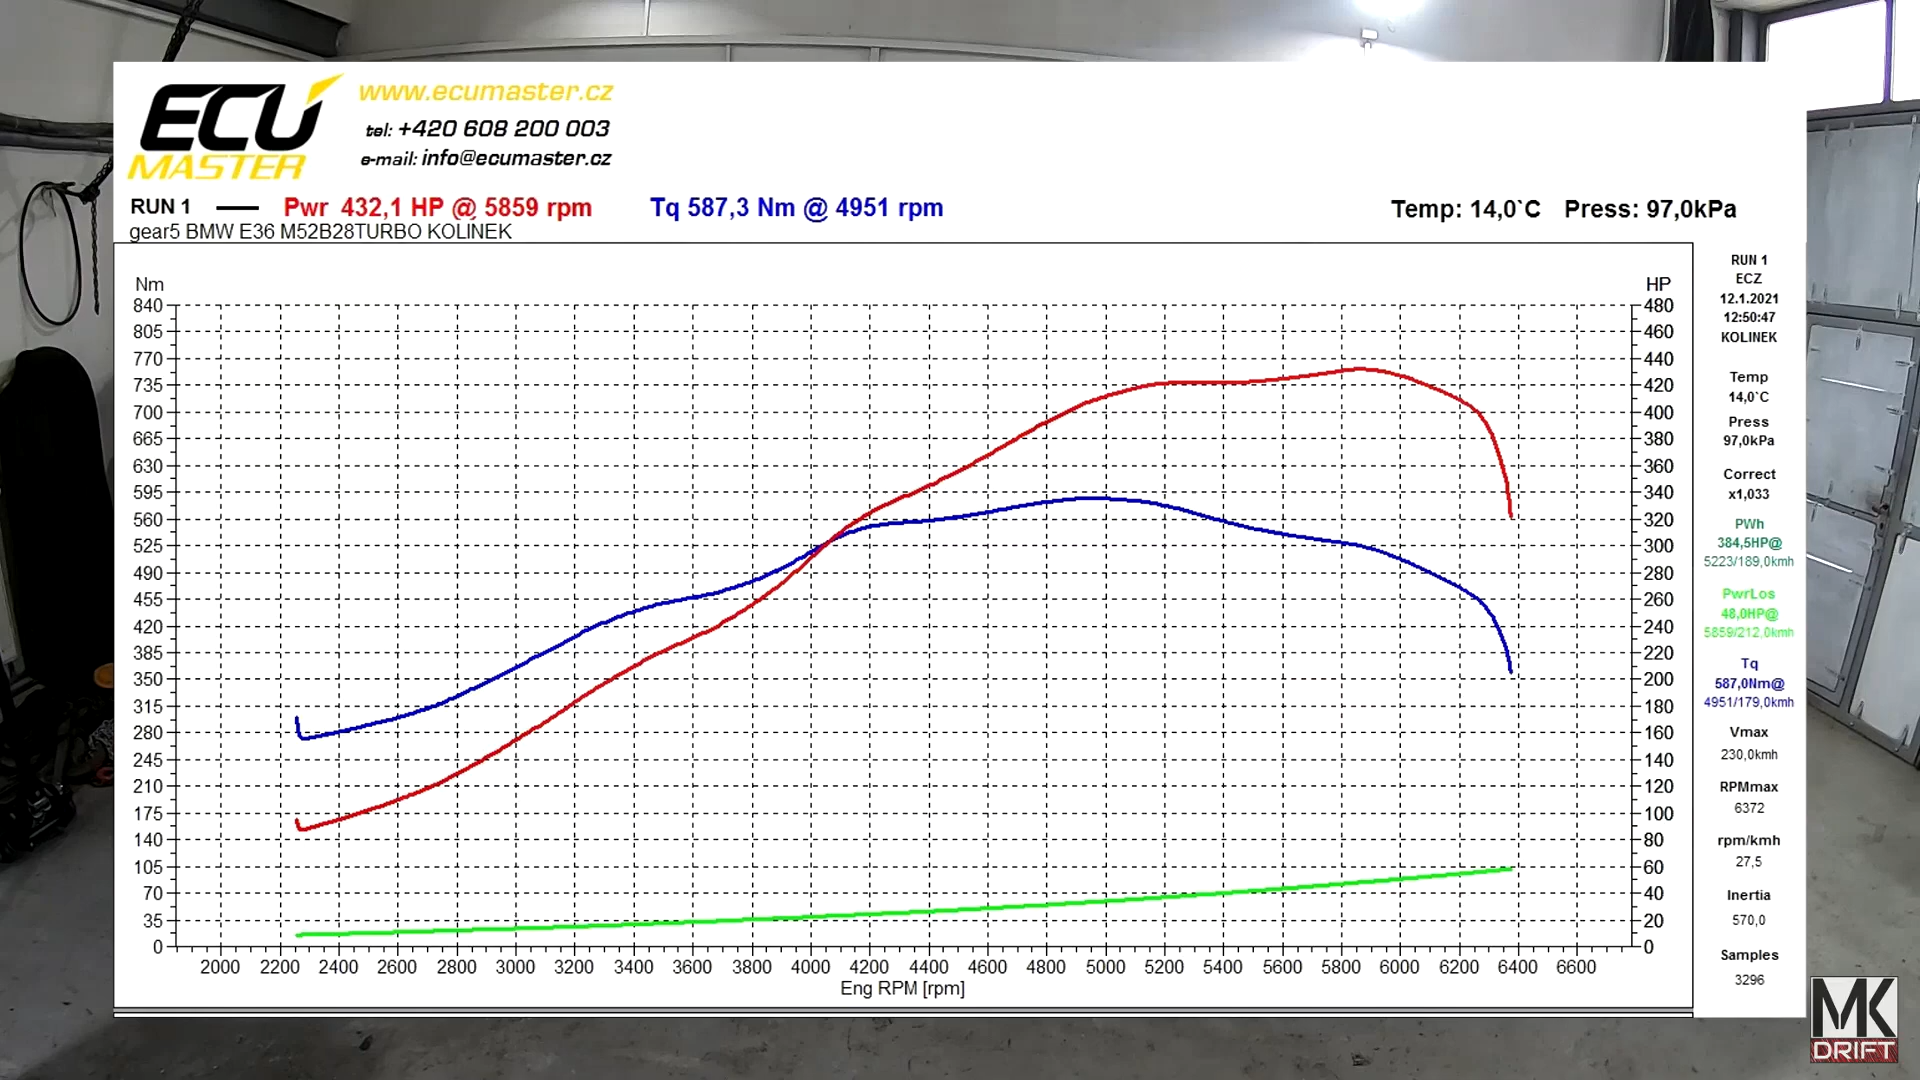 ECU
MASTER
www.ecumaster.cz
tel: +420 608 200 003
e-mail: info@ecumaster.cz
RUN 1 Pwr 432,1 HP @ 5859 rpm Tq 587,3 Nm @ 4951 rpm Temp: 14,0`C Press: 97,0kPa
gear5 BMW E36 M52B28TURBO KOLINEK
Nm
840
805
770
735
700
665
630
595
560
525
490
455
420
385
350
315
280
245
210
175
140
105
70
35
0
HP
480
460
440
420
400
380
360
340
320
300
280
260
240
220
200
180
160
140
120
100
80
60
40
20
0
2000 2200 2400 2600 2800 3000 3200 3400 3600 3800 4000 4200 4400 4600 4800 5000 5200 5400 5600 5800 6000 6200 6400 6600
Eng RPM [rpm]
RUN 1
ECZ
12.1.2021
12:50:47
KOLINEK
Temp
14,0`C
Press
97,0kPa
Correct
x1,033
PWh
384,5HP@
5223/189,0kmh
PwrLos
48,0HP@
5859/212,0kmh
Tq
587,0Nm@
4951/179,0kmh
Vmax
230,0kmh
RPMmax
6372
rpm/kmh
27,5
Inertia
570,0
Samples
3296
MK
DRIFT